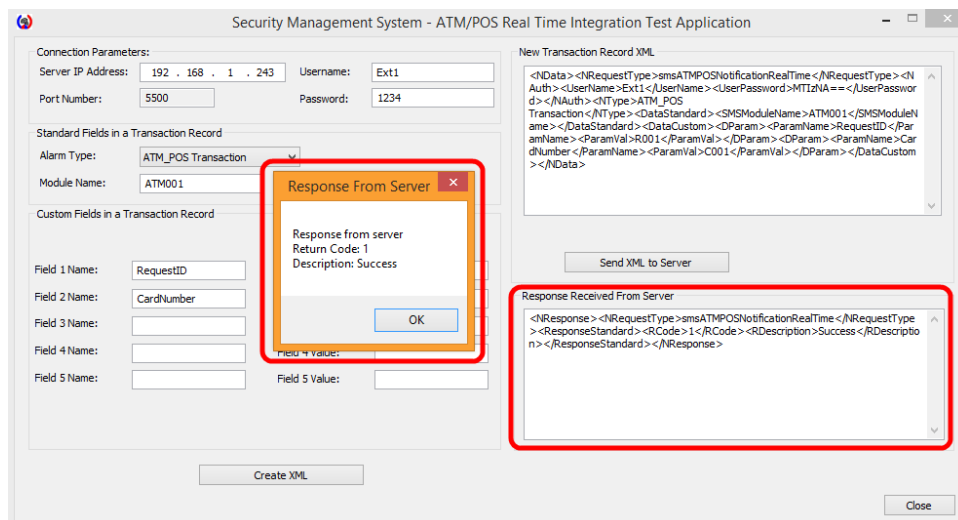 Security Management System - ATM/POS Real Time Integration Test Application
Connection Parameters:
Server IP Address: 192 . 168 . 1 . 243 Username: Ext1
Port Number: 5500 Password: 1234
Standard Fields in a Transaction Record
Alarm Type: ATM_POS Transaction
Module Name: ATM001
Custom Fields in a Transaction Record
Field 1 Name: RequestID
Field 2 Name: CardNumber
Field 3 Name:
Field 4 Name: Field 4 Value:
Field 5 Name: Field 5 Value:
Create XML
Response From Server
Response from server
Return Code: 1
Description: Success
OK
New Transaction Record XML
<NData><NRequestType>smsATMPOSNotificationRealTime</NRequestType><N
Auth><UserName>Ext1</UserName><UserPassword>MTIzNA==</UserPasswor
d></NAuth><NType>ATM_POS
Transaction</NType><DataStandard><SMSModuleName>ATM001</SMSModuleN
ame></DataStandard><DataCustom><DParam><ParamName>RequestID</Par
amName><ParamVal>R001</ParamVal></DParam><DParam><ParamName>Car
dNumber</ParamName><ParamVal>C001</ParamVal></DParam></DataCustom
></NData>
Send XML to Server
Response Received From Server
<NResponse><NRequestType>smsATMPOSNotificationRealTime</NRequestType
><ResponseStandard><RCode>1</RCode><RDescription>Success</RDescriptio
n></ResponseStandard></NResponse>
Close